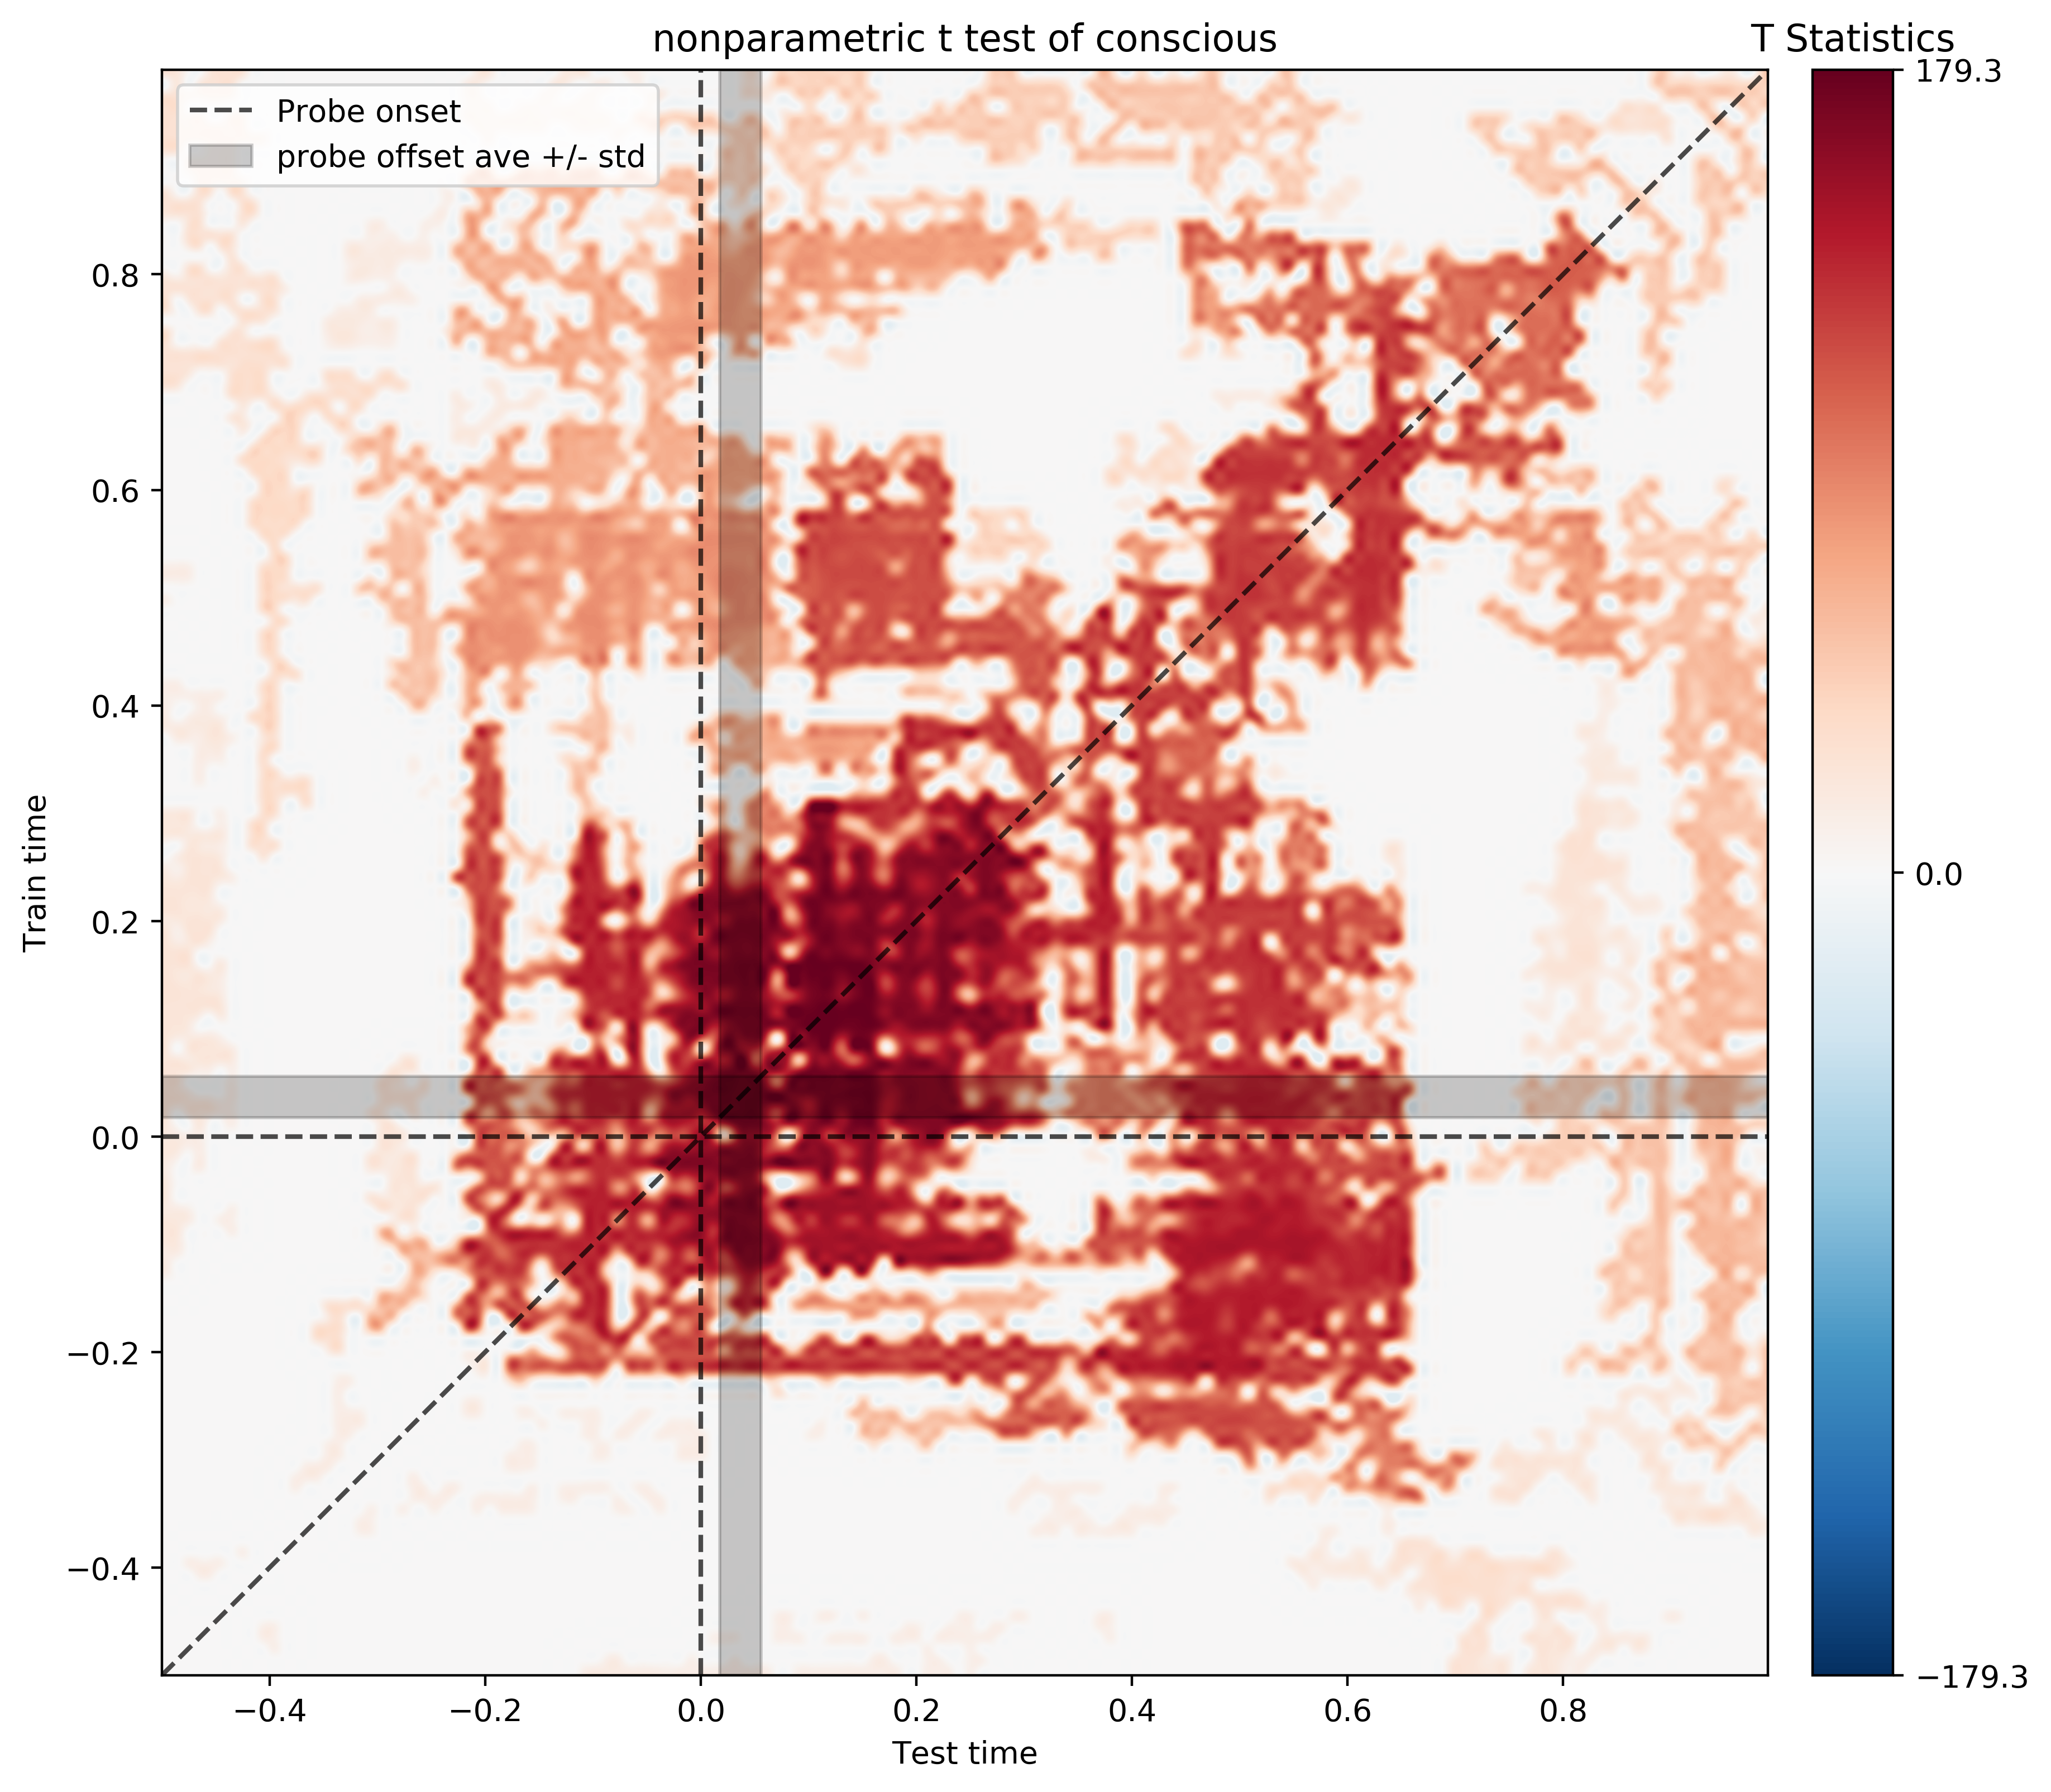 nonparametric t test of conscious
T Statistics
Probe onset
probe offset ave +/- std
179.3
0.0
−179.3
0.8
0.6
0.4
0.2
0.0
−0.2
−0.4
Train time
−0.4
−0.2
0.0
0.2
0.4
0.6
0.8
Test time